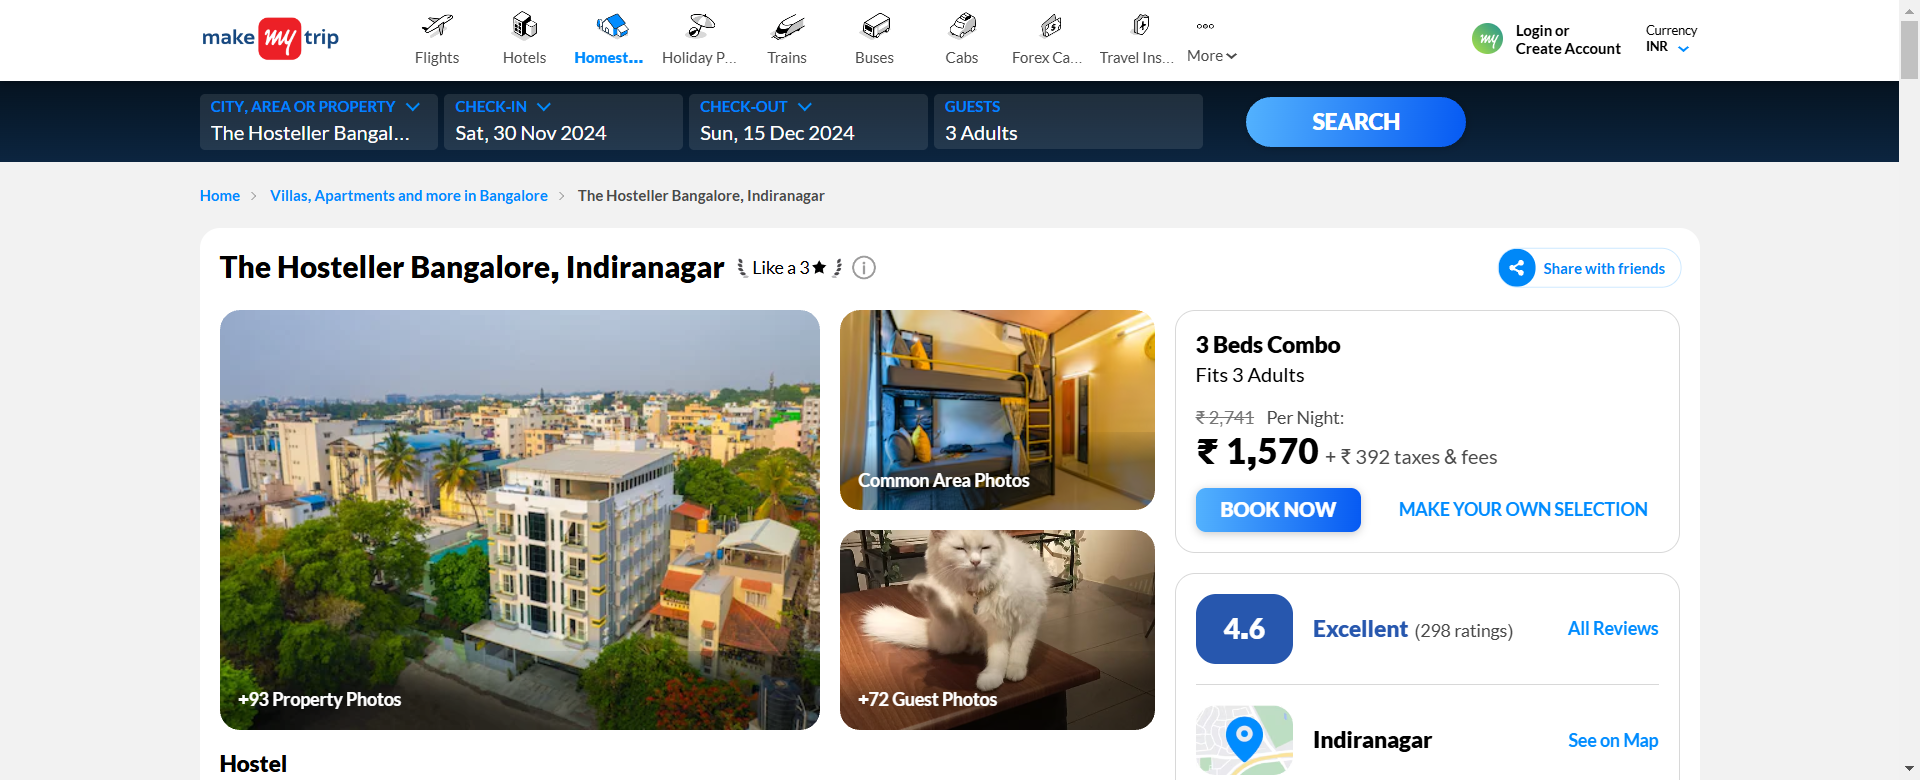 make my trip
Flights
Hotels
Homest...
Holiday P...
Trains
Buses
Cabs
Forex Ca...
Travel Ins...
More
my
Login or
Create Account
Currency
INR
CITY, AREA OR PROPERTY
The Hosteller Bangal...
CHECK-IN
Sat, 30 Nov 2024
CHECK-OUT
Sun, 15 Dec 2024
GUESTS
3 Adults
SEARCH
Home > Villas, Apartments and more in Bangalore > The Hosteller Bangalore, Indiranagar
The Hosteller Bangalore, Indiranagar
Like a 3★
Share with friends
+93 Property Photos
Common Area Photos
+72 Guest Photos
3 Beds Combo
Fits 3 Adults
₹ 2,741 Per Night:
₹ 1,570 + ₹ 392 taxes & fees
BOOK NOW
MAKE YOUR OWN SELECTION
4.6
Excellent (298 ratings)
All Reviews
Indiranagar
See on Map
Hostel